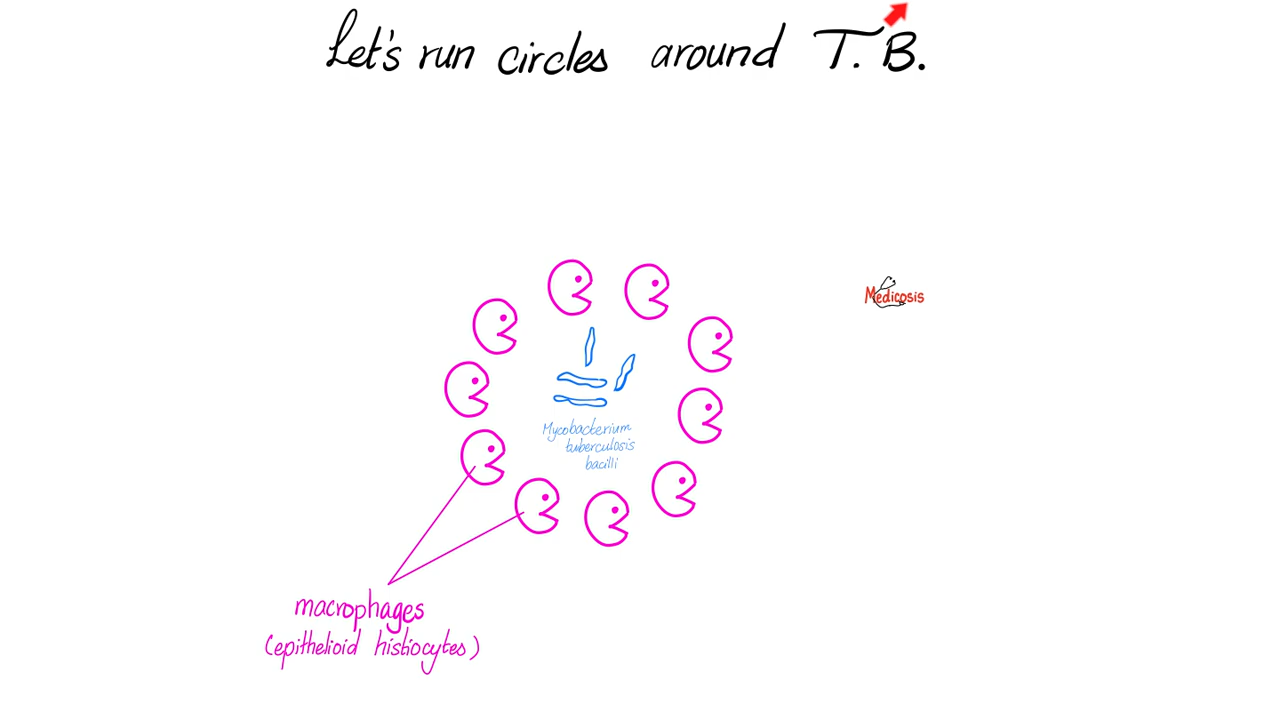 Let's run circles around T.B.
Medicosis
Mycobacterium
tuberculosis
bacilli
macrophages
(epithelioid histiocytes)